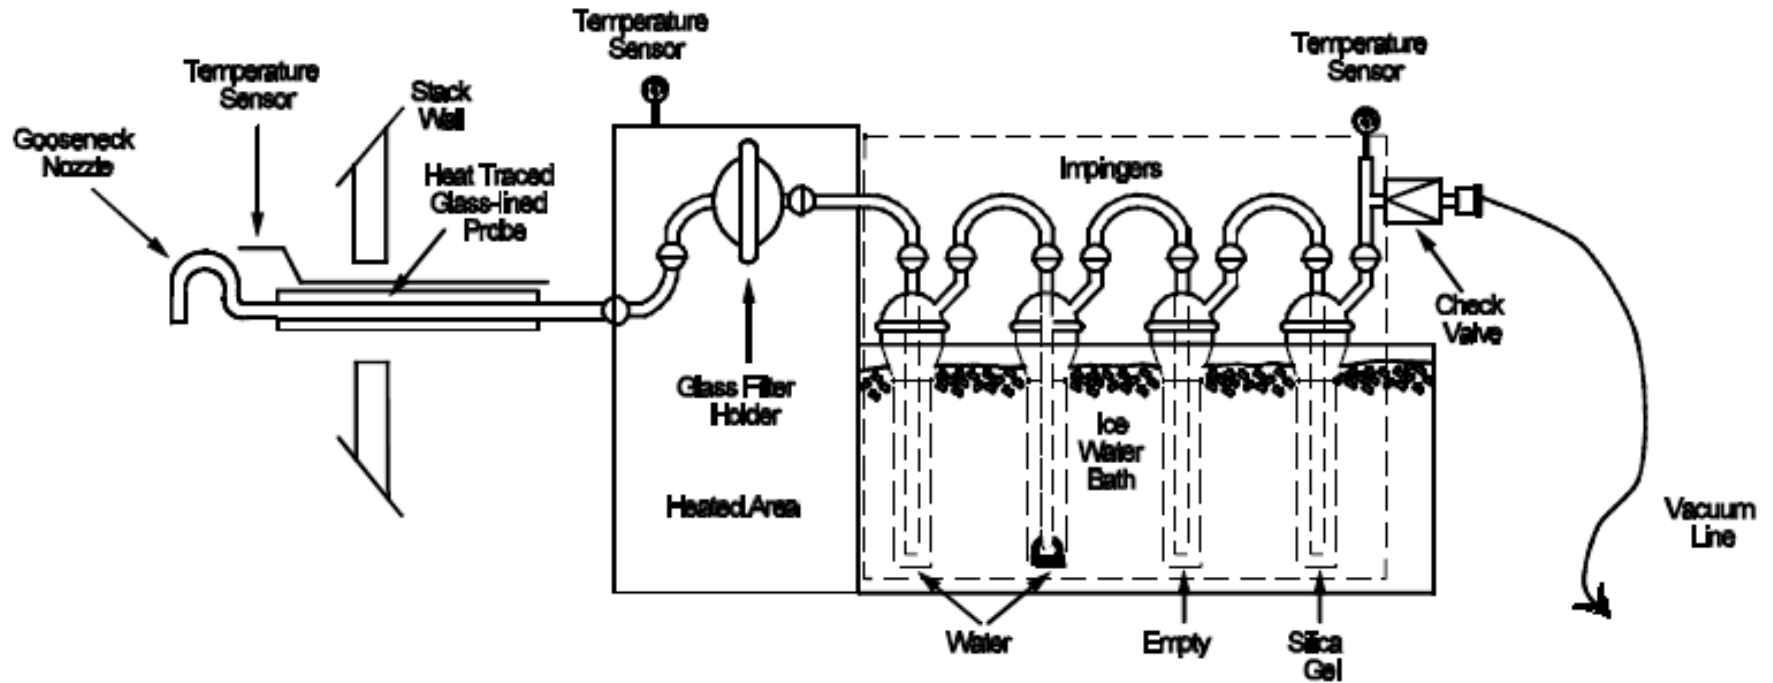 Temperature
Sensor
Temperature
Sensor
Temperature
Sensor
Stack
Wall
Gooseneck
Nozzle
Heat Traced
Glass-lined
Probe
Impingers
Check
Valve
Glass Filter
Holder
Ice
Water
Bath
Heated Area
Vacuum
Line
Water
Empty
Silica
Gel